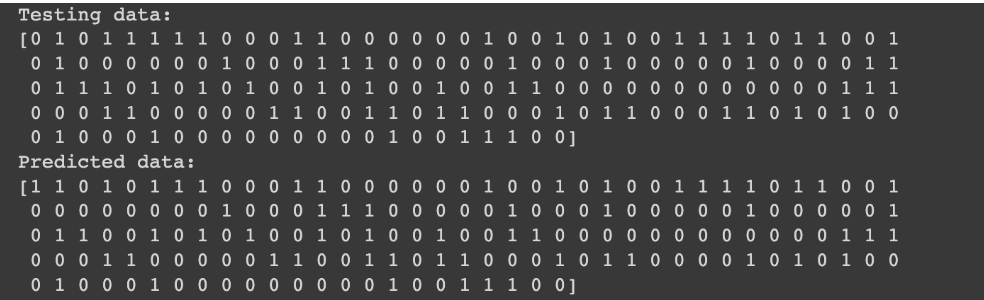 Testing data:
[0 1 0 1 1 1 1 1 0 0 0 1 1 0 0 0 0 0 0 1 0 0 1 0 1 0 0 1 1 1 1 0 1 1 0 0 1
0 1 0 0 0 0 0 0 1 0 0 0 1 1 1 0 0 0 0 0 1 0 0 0 1 0 0 0 0 0 1 0 0 0 0 1 1
0 1 1 1 0 1 0 1 0 1 0 0 1 0 1 0 0 1 0 0 1 1 0 0 0 0 0 0 0 0 0 0 0 0 1 1 1
0 0 0 1 1 0 0 0 0 0 1 1 0 0 1 1 0 1 1 0 0 0 1 0 1 1 0 0 0 1 1 0 1 0 1 0 0
0 1 0 0 0 1 0 0 0 0 0 0 0 0 0 1 0 0 1 1 1 0 0]
Predicted data:
[1 1 0 1 0 1 1 1 0 0 0 1 1 0 0 0 0 0 0 1 0 0 1 0 1 0 0 1 1 1 1 0 1 1 0 0 1
0 0 0 0 0 0 0 0 1 0 0 0 1 1 1 0 0 0 0 0 1 0 0 0 1 0 0 0 0 0 1 0 0 0 0 0 1
0 1 1 0 0 1 0 1 0 1 0 0 1 0 1 0 0 1 0 0 1 1 0 0 0 0 0 0 0 0 0 0 0 0 1 1 1
0 0 0 1 1 0 0 0 0 0 1 1 0 0 1 1 0 1 1 0 0 0 1 0 1 1 0 0 0 0 1 0 1 0 1 0 0
0 1 0 0 0 1 0 0 0 0 0 0 0 0 0 1 0 0 1 1 1 0 0]